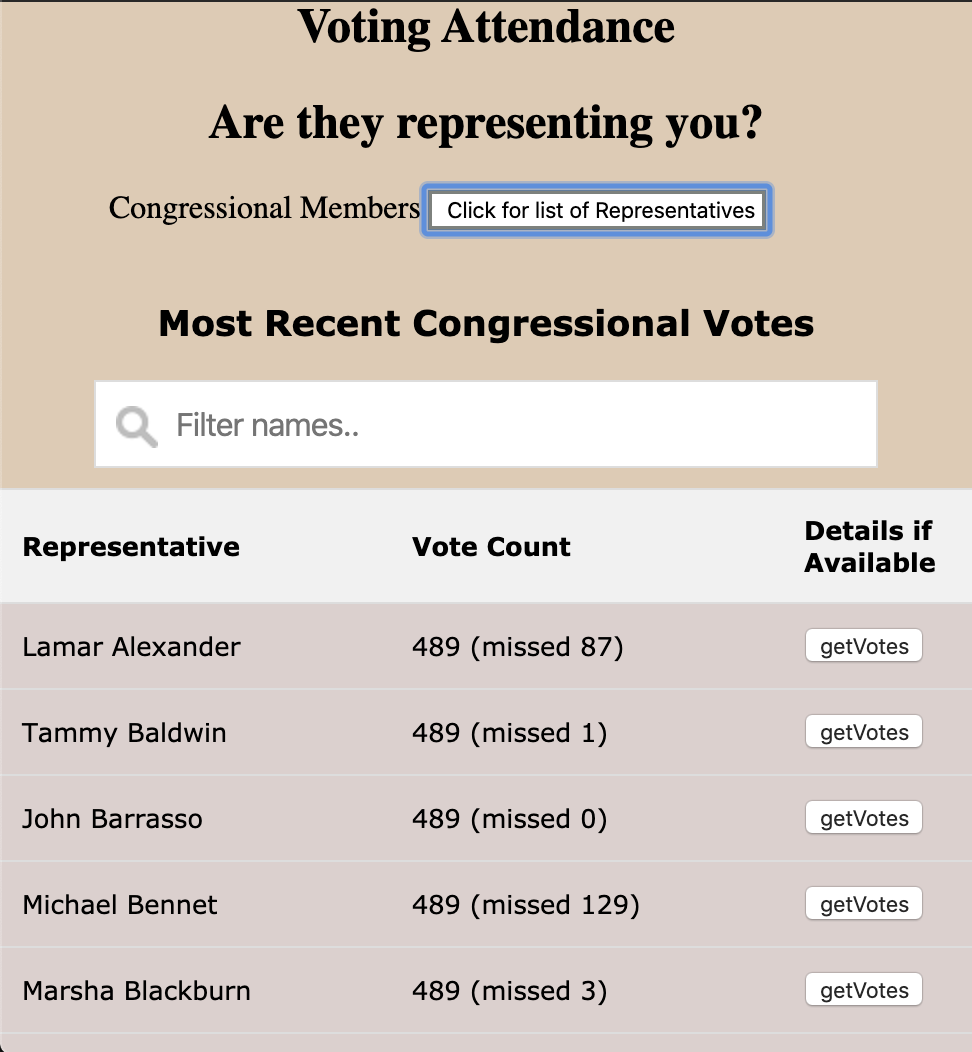 Voting Attendance
Are they representing you?
Congressional Members Click for list of Representatives
Most Recent Congressional Votes
Filter names..
Representative Vote Count Details if Available
Lamar Alexander 489 (missed 87) getVotes
Tammy Baldwin 489 (missed 1) getVotes
John Barrasso 489 (missed 0) getVotes
Michael Bennet 489 (missed 129) getVotes
Marsha Blackburn 489 (missed 3) getVotes